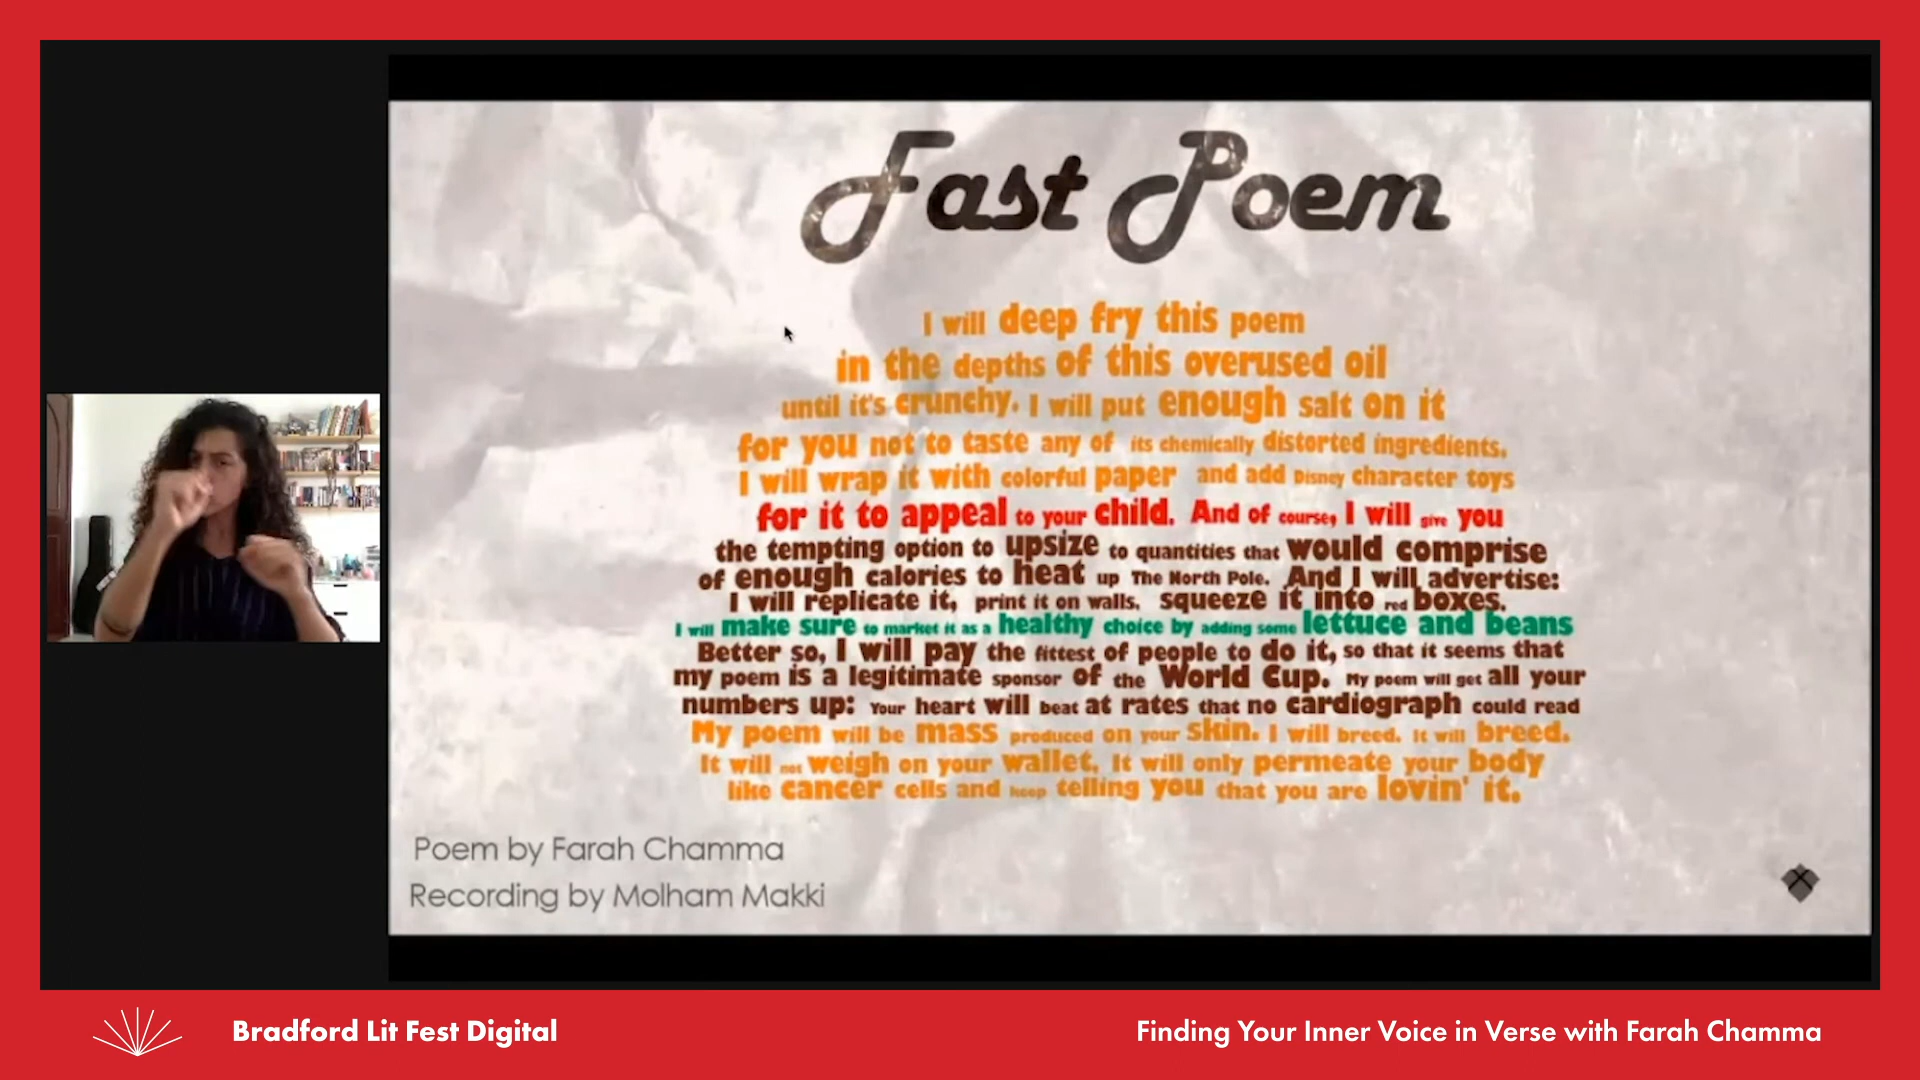 Fast Poem
I will deep fry this poem
in the depths of this overused oil
until it's crunchy. I will put enough salt on it
for you not to taste any of its chemically distorted ingredients.
I will wrap it with colorful paper and add Disney character toys
for it to appeal to your child. And of course, I will give you
the tempting option to upsize to quantities that would comprise
of enough calories to heat up The North Pole. And I will advertise:
I will replicate it, print it on walls, squeeze it into red boxes.
I will make sure to market it as a healthy choice by adding some lettuce and beans
Better so, I will pay the fittest of people to do it, so that it seems that
my poem is a legitimate sponsor of the World Cup. My poem will get all your
numbers up: Your heart will beat at rates that no cardiograph could read
My poem will be mass produced on your skin. I will breed. It will breed.
It will not weigh on your wallet, It will only permeate your body
like cancer cells and keep telling you that you are lovin' it.
Poem by Farah Chamma
Recording by Molham Makki
Bradford Lit Fest Digital
Finding Your Inner Voice in Verse with Farah Chamma